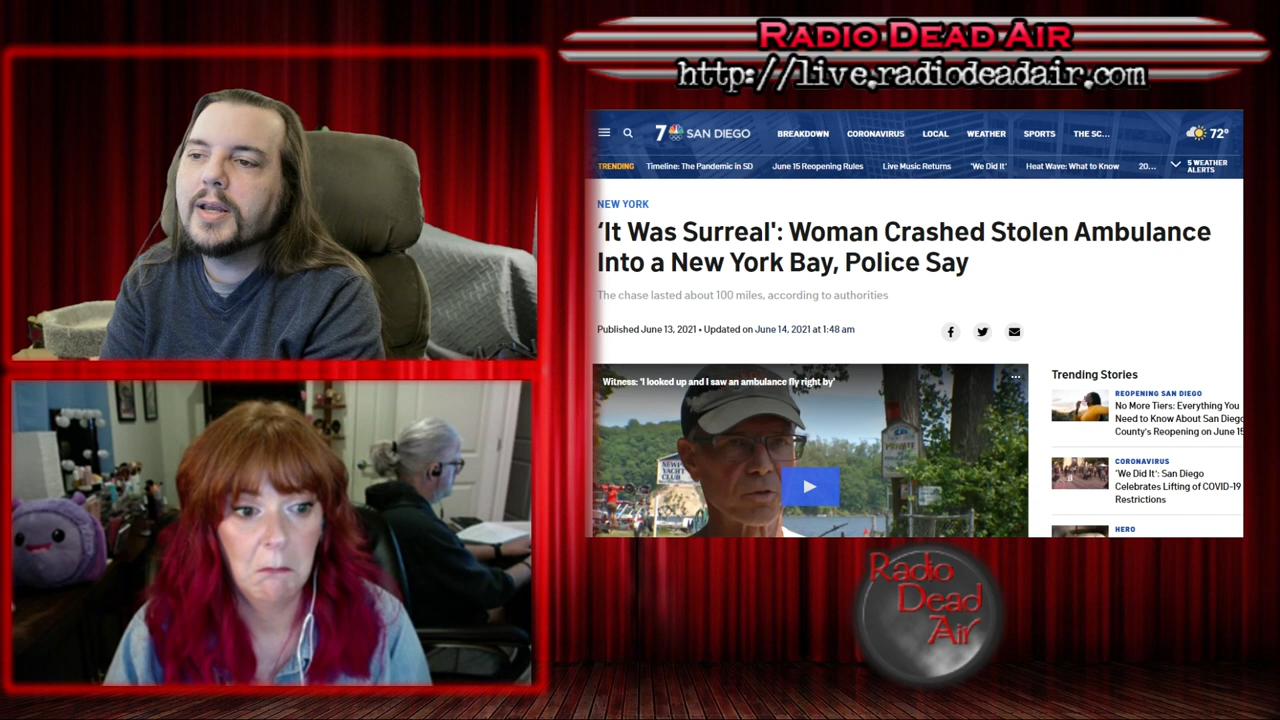 RADIO DEAD AIR
http://live.radiodeadair.com
7 SAN DIEGO BREAKDOWN CORONAVIRUS LOCAL WEATHER SPORTS THE SC... 72°
TRENDING Timeline: The Pandemic in SD June 15 Reopening Rules Live Music Returns 'We Did It' Heat Wave: What to Know 20... 5 WEATHER
ALERTS
NEW YORK
‘It Was Surreal': Woman Crashed Stolen Ambulance
Into a New York Bay, Police Say
The chase lasted about 100 miles, according to authorities
Published June 13, 2021 • Updated on June 14, 2021 at 1:48 am
Witness: 'I looked up and I saw an ambulance fly right by'
...
PRIVATE
YACHT
CLUB
Trending Stories
REOPENING SAN DIEGO
No More Tiers: Everything You
Need to Know About San Diego
County's Reopening on June 15
CORONAVIRUS
'We Did It': San Diego
Celebrates Lifting of COVID-19
Restrictions
HERO
Radio
Dead
Air